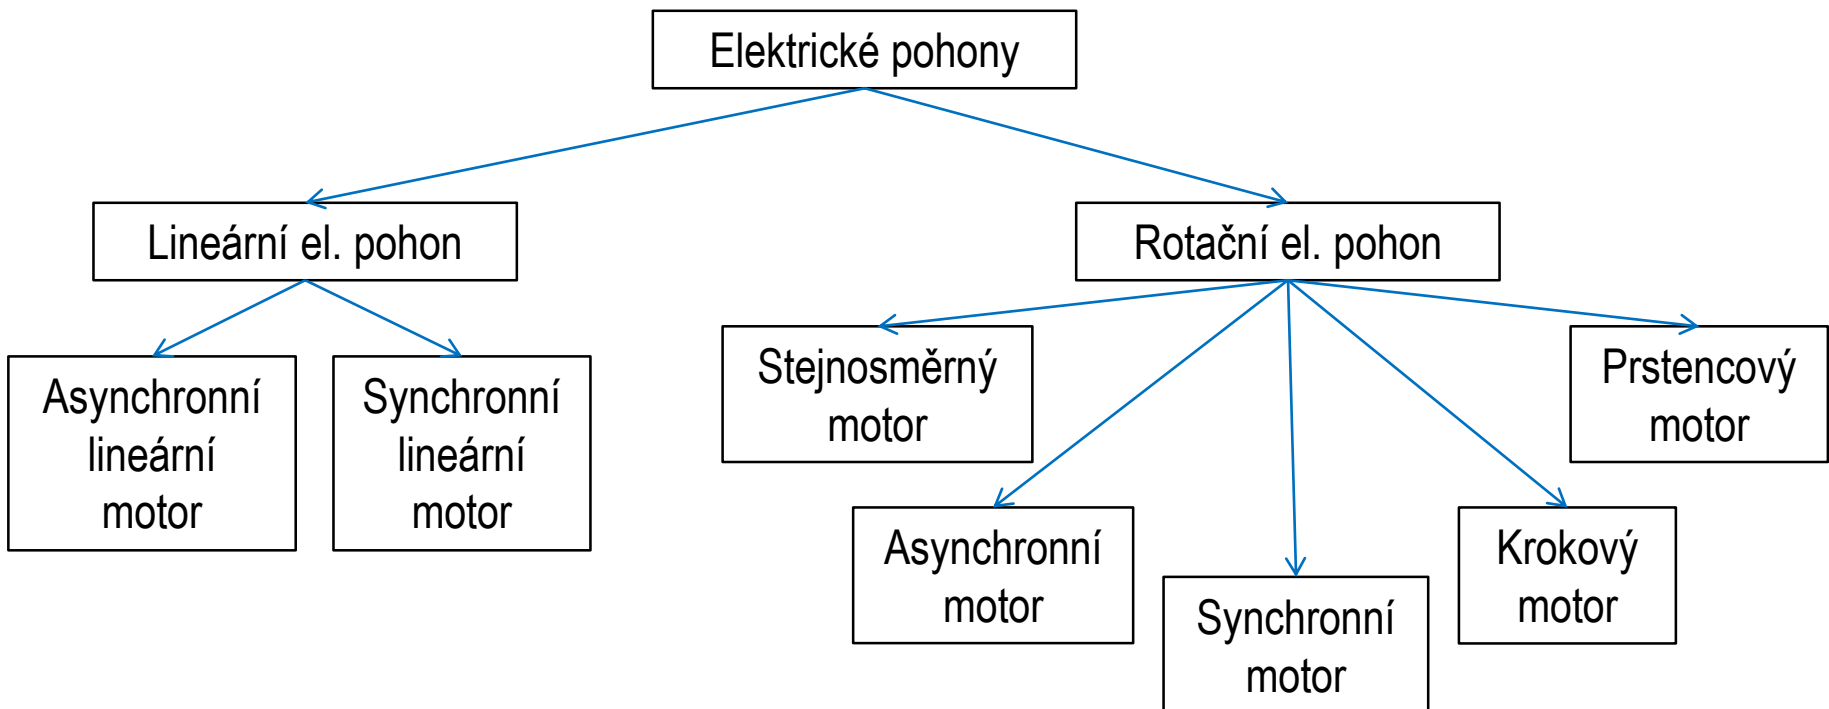 Elektrické pohony
Lineární el. pohon
Rotační el. pohon
Asynchronní
lineární
motor
Synchronní
lineární
motor
Stejnosměrný
motor
Asynchronní
motor
Synchronní
motor
Krokový
motor
Prstencový
motor